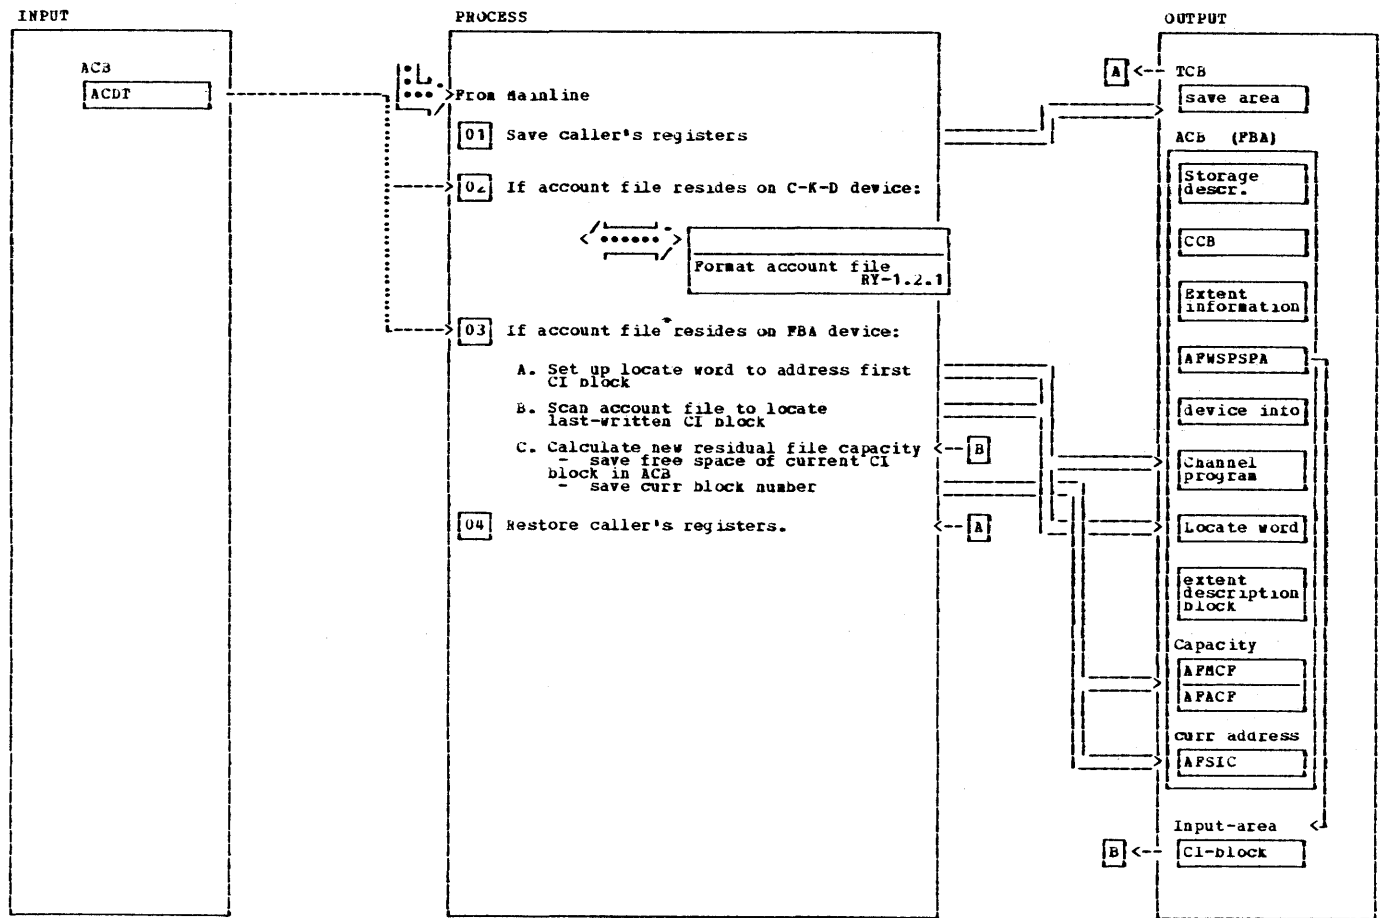 INPUT
ACB
ACDT
PROCESS
From Mainline
01 Save caller's registers
02 If account file resides on C-K-D device:
Format account file
RY-1.2.1
03 If account file resides on FBA device:
A. Set up locate word to address first
CI block
B. Scan account file to locate
last-written CI block
C. Calculate new residual file capacity
- save free space of current CI
block in ACB
- save curr block number
B
04 Restore caller's registers.
A
OUTPUT
A
TCB
save area
ACB (FBA)
Storage
descr.
CCB
Extent
information
AFWSPSPA
device info
Channel
program
Locate word
extent
description
block
Capacity
AFMCF
AFACF
curr address
AFSIC
Input-area
B
CI-block